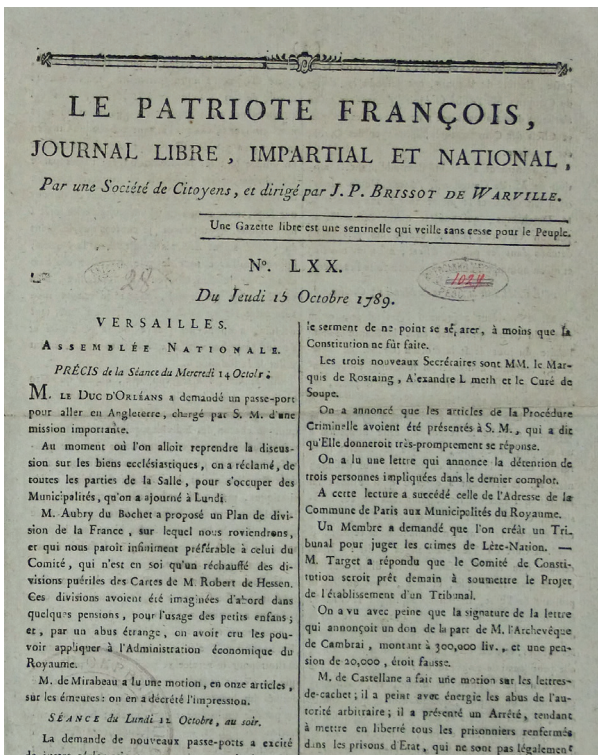 LE PATRIOTE FRANÇOIS,
JOURNAL LIBRE, IMPARTIAL ET NATIONAL,
Par une Société de Citoyens, et dirigé par J. P. BRISSOT DE WARVILLE.
Une Gazette libre est une sentinelle qui veille sans cesse pour le Peuple.
N°. LXX.
28
1024
Du Jeudi 15 Octobre 1789.
VERSAILLES.
ASSEMBLÉE NATIONALE.
PRÉCIS de la Séance du Mercredi 14 Octobr;
M. LE DUC D'ORLÉANS a demandé un passe-port
pour aller en Angleterre, chargé par S. M. d'une
mission importante.
Au moment où l'on alloit reprendre la discus-
sion sur les biens ecclésiastiques, on a réclamé, de
toutes les parties de la Salle, pour s'occuper des
Municipalités, qu'on a ajourné à Lundi.
M. Aubry du Bochet a proposé un Plan de divi-
sion de la France, sur lequel nous roviendrons,
et qui nous paroît infiniment préférable à celui du
Comité, qui n'est en soi qu'un réchauffé des di-
visions puériles des Cartes de M. Robert de Hessen.
Ces divisions avoient été imaginées d'abord dans
quelques pensions, pour l'usage des petits enfans;
et, par un abus étrange, on avoit cru les pou-
voir appliquer à l'Administration économique du
Royaume.
M. de Mirabeau a lu une motion, en onze articles,
sur les émeures: on en a décrété l'impression.
SÉANCE du Lundi 12 Octobre, au soir.
La demande de nouveaux passe-ports a excité
le serment de ne point se séparer, à moins que la
Constitution ne fût faite.
Les trois nouveaux Secrétaires sont MM. le Mar-
quis de Rostaing, A'exandre L meth et le Curé de
Soupe.
On a annoncé que les articles de la Procédure
Criminelle avoient été présentés à S. M., qui a dit
qu'Elle donneroit très-promptement se réponse.
On a lu une lettre qui annonce la détention de
trois personnes impliquées dans le dernier complot.
A cette lecture a succédé celle de l'Adresse de la
Commune de Paris aux Municipalités du Royaume.
Un Membre a demandé que l'on créât un Tri-
bunal pour juger les crimes de Lèze-Nation. —
M. Target a répondu que le Comité de Consti-
tution seroit prêt demain à soumettre le Projet
de l'établissement d'un Tribunal.
On a vu avec peine que la signature de la lettre
qui annonçoit un don de la part de M. l'Archevêque
de Cambrai, montant à 300,000 liv., et une pen-
sion de 20,000, étoit fausse.
M. de Castellane a fait une motion sur les lettres-
de-cachet; il a peint avec énergie les abus de l'au-
torité arbitraire; il a présenté un Arrêté, tendant
à mettre en liberté tous les prisonniers renfermés
dans les prisons d'Etat, qui ne sont pas légalement